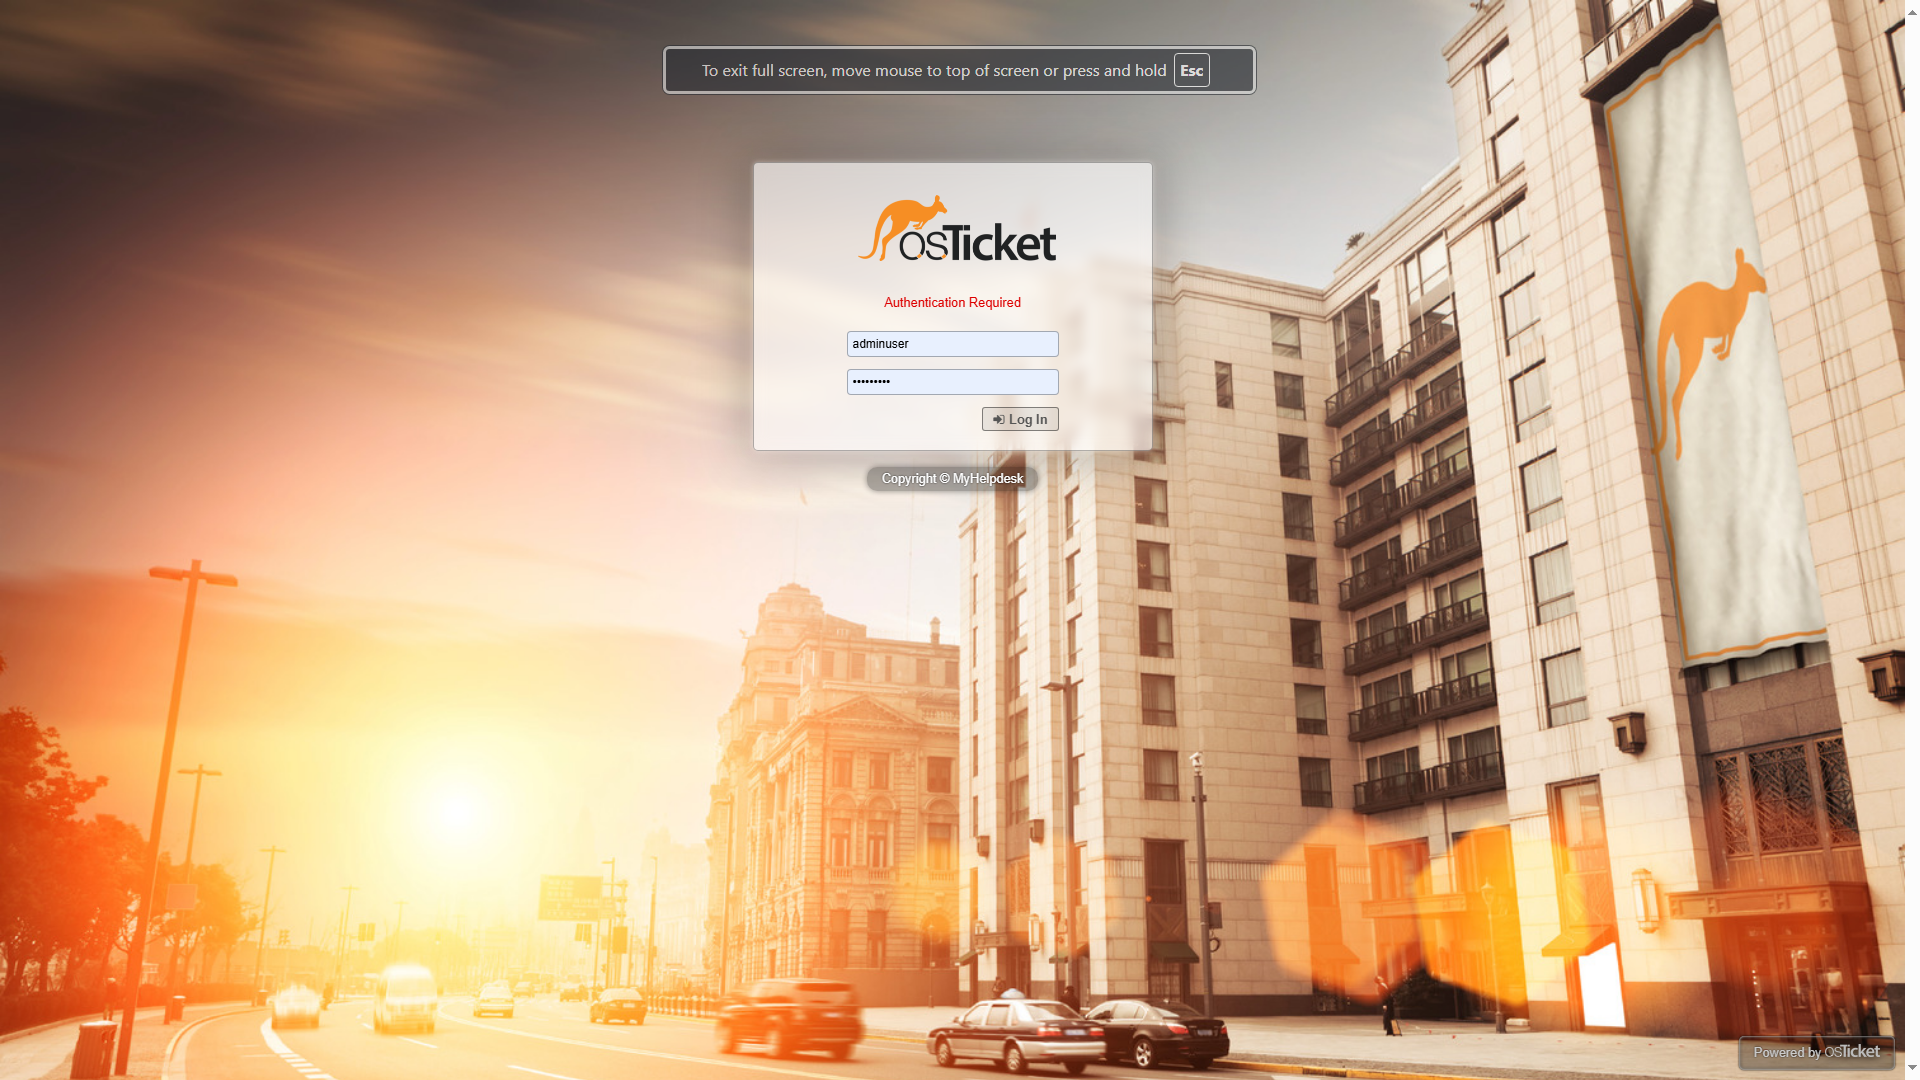 To exit full screen, move mouse to top of screen or press and hold Esc
osTicket
Authentication Required
adminuser
•••••••••
Log In
Copyright © MyHelpdesk
Powered by osTicket